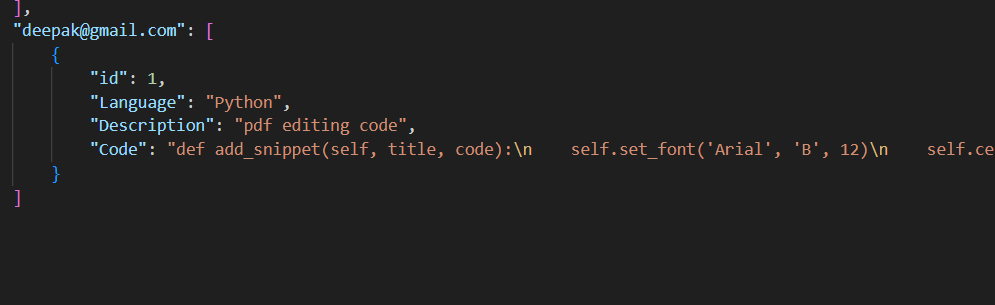 ],
"deepak@gmail.com": [
{
"id": 1,
"Language": "Python",
"Description": "pdf editing code",
"Code": "def add_snippet(self, title, code):\n    self.set_font('Arial', 'B', 12)\n    self.ce
}
]